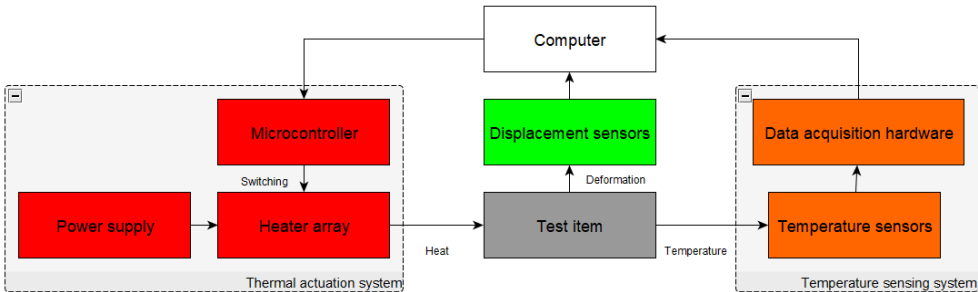 Computer
Microcontroller
Displacement sensors
Data acquisition hardware
Switching
Deformation
Power supply
Heater array
Test item
Temperature sensors
Heat
Temperature
Thermal actuation system
Temperature sensing system